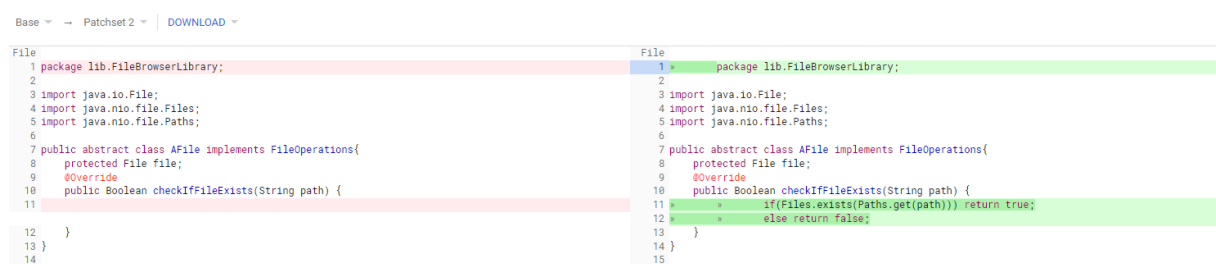 Base → Patchset 2 DOWNLOAD
File
1 package lib.FileBrowserLibrary;
2
3 import java.io.File;
4 import java.nio.file.Files;
5 import java.nio.file.Paths;
6
7 public abstract class AFile implements FileOperations{
8 protected File file;
9 @Override
10 public Boolean checkIfFileExists(String path) {
11
12 }
13 }
14
File
1 » package lib.FileBrowserLibrary;
2
3 import java.io.File;
4 import java.nio.file.Files;
5 import java.nio.file.Paths;
6
7 public abstract class AFile implements FileOperations{
8 protected File file;
9 @Override
10 public Boolean checkIfFileExists(String path) {
11 » » if(Files.exists(Paths.get(path))) return true;
12 » » else return false;
13 }
14 }
15